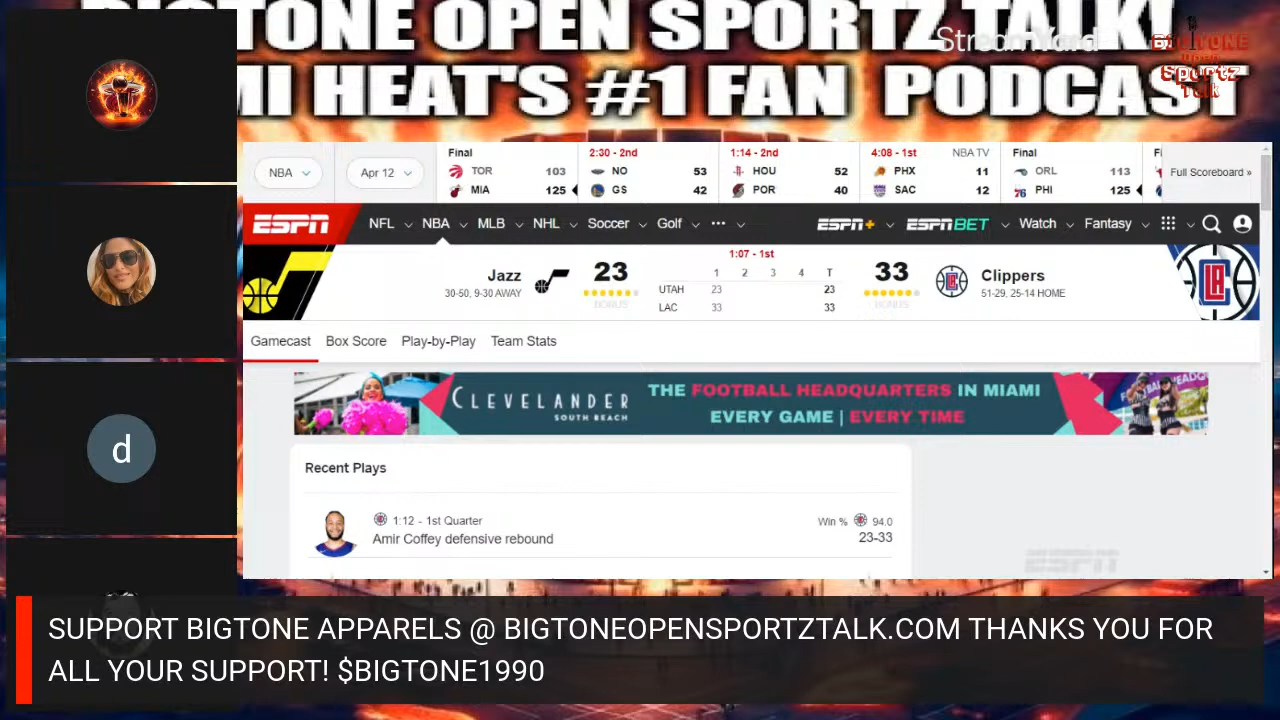 BIGTONE OPEN SPORTZ TALK!
MI HEAT'S #1 FAN PODCAST
StreamYard
BIGTONE
Open
Sportz
Talk
d
NBA
Apr 12
Final
TOR 103
MIA 125
2:30 - 2nd
NO 53
GS 42
1:14 - 2nd
HOU 52
POR 40
4:08 - 1st NBA TV
PHX 11
SAC 12
Final
ORL 113
PHI 125
Full Scoreboard »
ESPN NFL NBA MLB NHL Soccer Golf ••• ESPN+ ESPN BET Watch Fantasy
Jazz
30-50, 9-30 AWAY
23
BONUS
1:07 - 1st
1 2 3 4 T
UTAH 23 23
LAC 33 33
33
BONUS
Clippers
51-29, 25-14 HOME
Gamecast Box Score Play-by-Play Team Stats
CLEVELANDER
SOUTH BEACH
THE FOOTBALL HEADQUARTERS IN MIAMI
EVERY GAME | EVERY TIME
Recent Plays
1:12 - 1st Quarter
Amir Coffey defensive rebound
Win % 94.0
23-33
ESPN
SUPPORT BIGTONE APPARELS @ BIGTONEOPENSPORTZTALK.COM THANKS YOU FOR
ALL YOUR SUPPORT! $BIGTONE1990